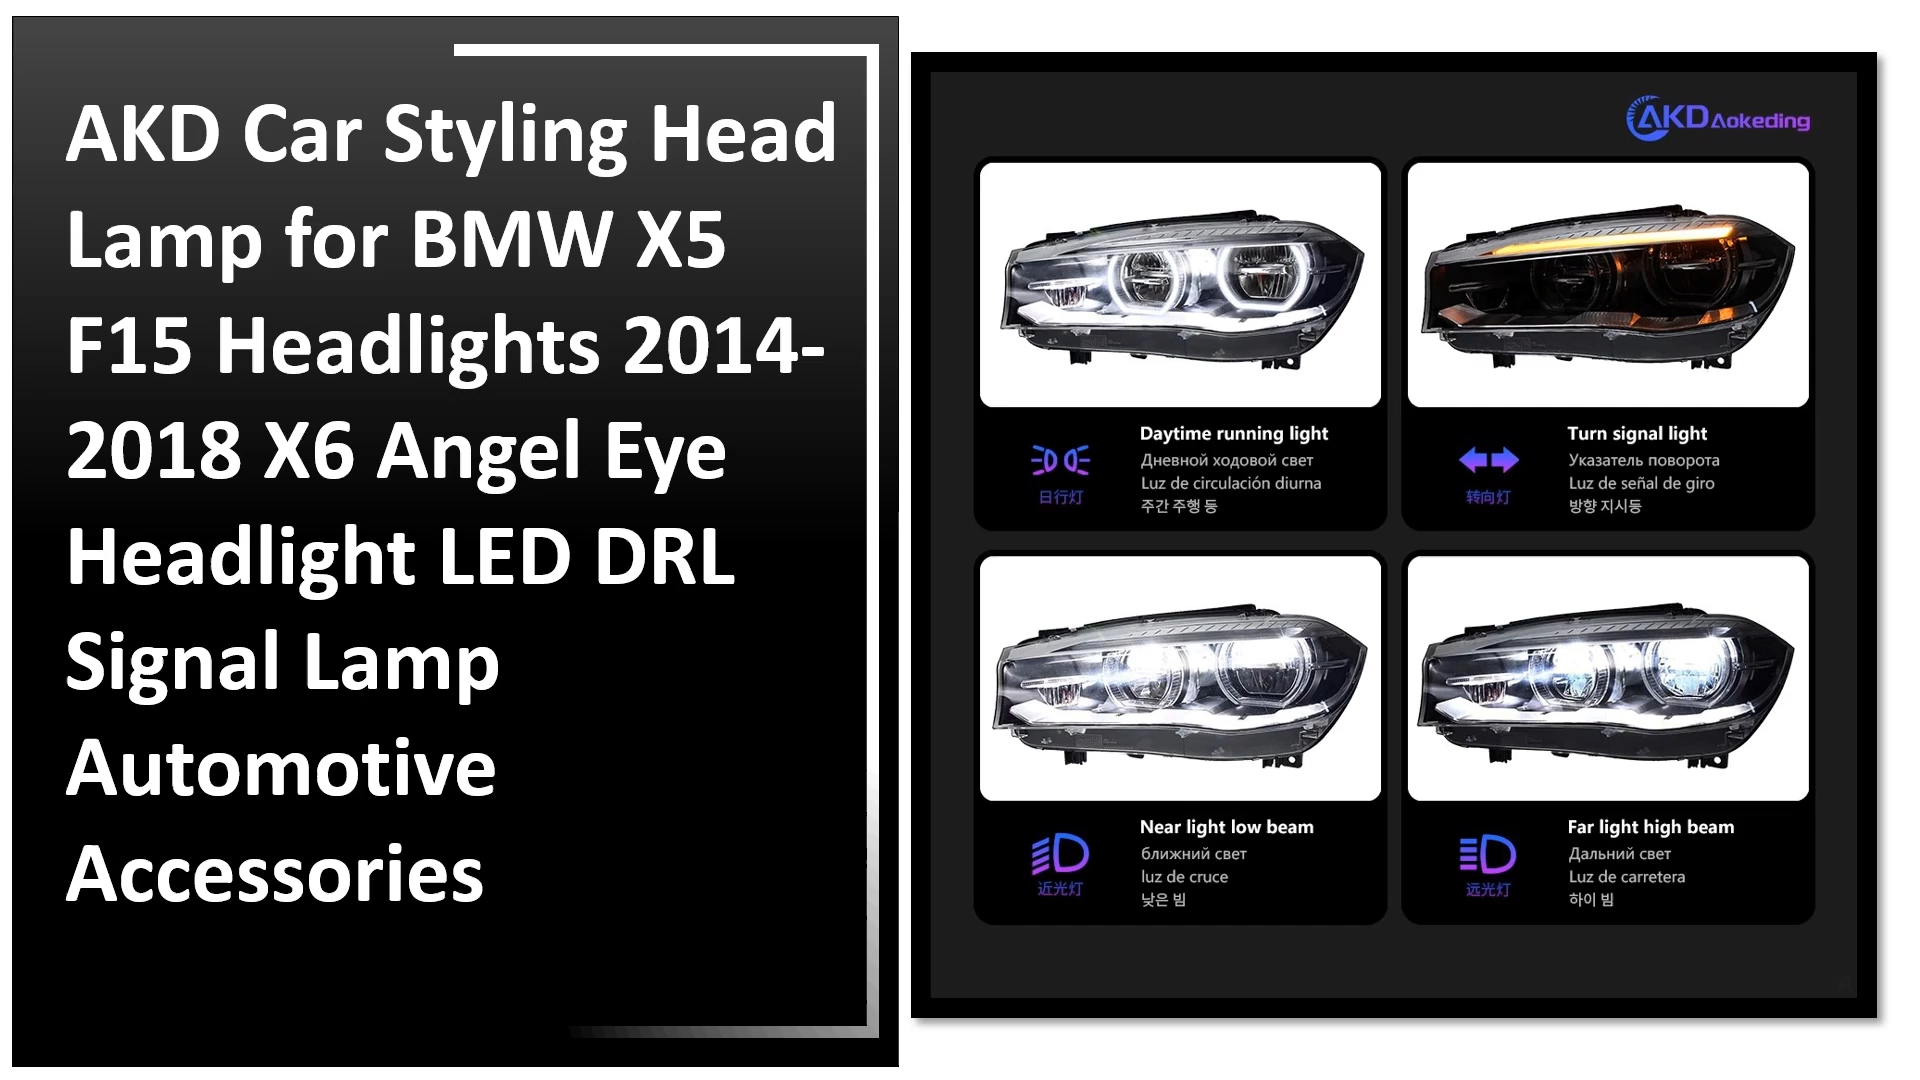 AKD Car Styling Head
Lamp for BMW X5
F15 Headlights 2014-
2018 X6 Angel Eye
Headlight LED DRL
Signal Lamp
Automotive
Accessories
AKD Aokeding
Daytime running light
Дневной ходовой свет
Luz de circulación diurna
주간 주행 등
日行灯
Turn signal light
Указатель поворота
Luz de señal de giro
방향 지시등
转向灯
Near light low beam
ближний свет
luz de cruce
낮은 빔
近光灯
Far light high beam
Дальний свет
Luz de carretera
하이 빔
远光灯